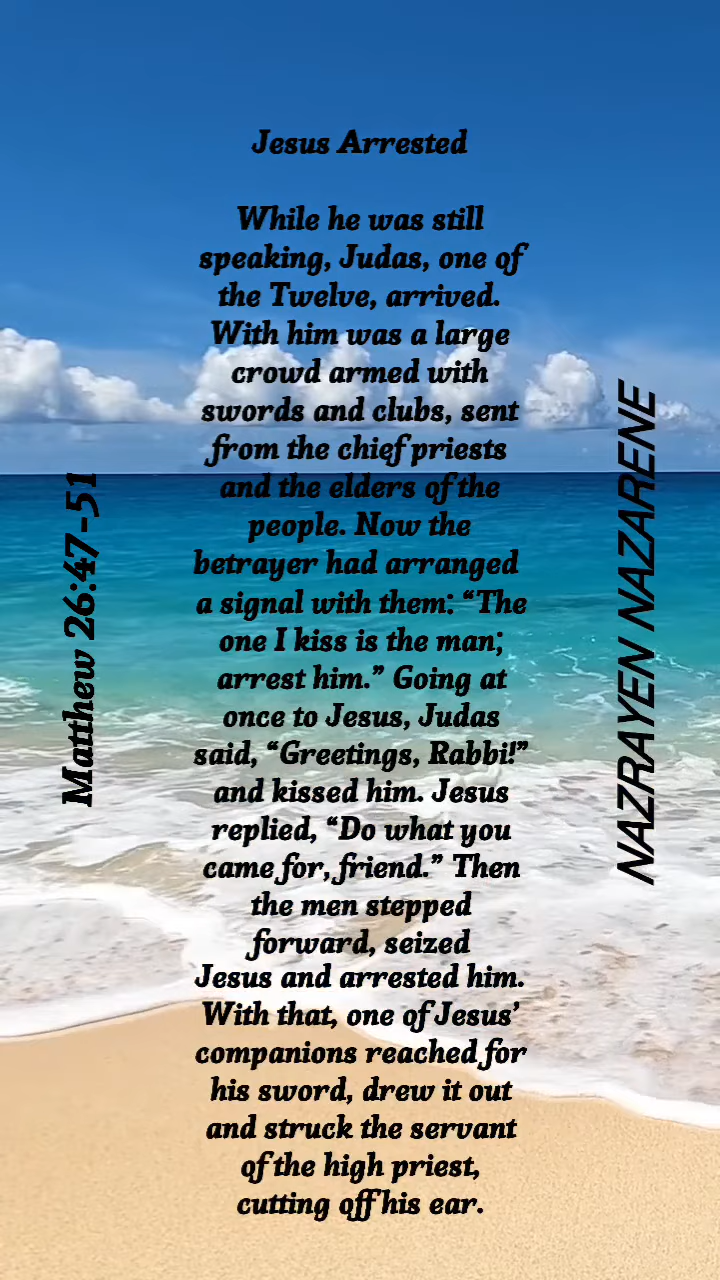 Jesus Arrested
While he was still
speaking, Judas, one of
the Twelve, arrived.
With him was a large
crowd armed with
swords and clubs, sent
from the chief priests
and the elders of the
people. Now the
betrayer had arranged
a signal with them: “The
one I kiss is the man;
arrest him.” Going at
once to Jesus, Judas
said, “Greetings, Rabbi!”
and kissed him. Jesus
replied, “Do what you
came for, friend.” Then
the men stepped
forward, seized
Jesus and arrested him.
With that, one of Jesus’
companions reached for
his sword, drew it out
and struck the servant
of the high priest,
cutting off his ear.
Matthew 26:47-51
NAZRAYEN NAZARENE